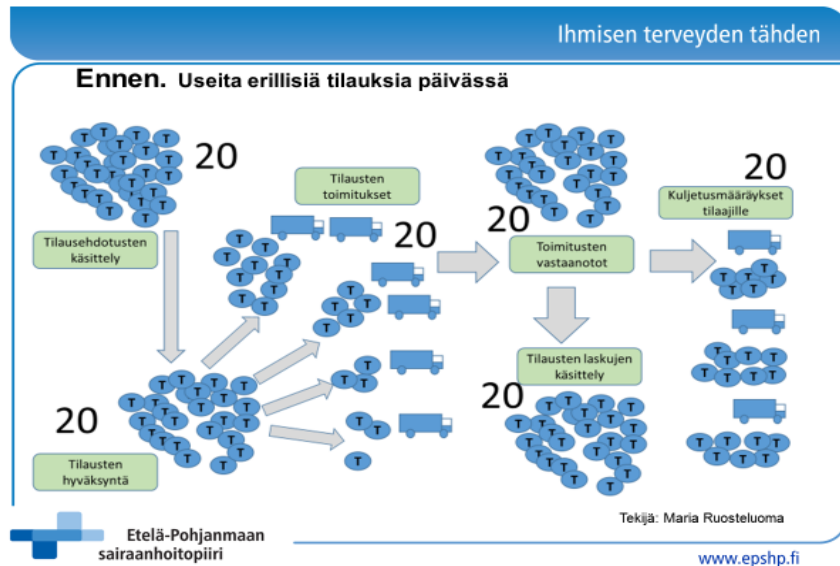 Ihmisen terveyden tähden
Ennen. Useita erillisiä tilauksia päivässä
20
Tilausehdotusten
käsittely
Tilausten
toimitukset
20
20
Toimitusten
vastaanotot
20
Kuljetusmääräykset
tilaajille
20
Tilausten
hyväksyntä
Tilausten laskujen
käsittely
20
Tekijä: Maria Ruosteluoma
Etelä-Pohjanmaan
sairaanhoitopiiri
www.epshp.fi